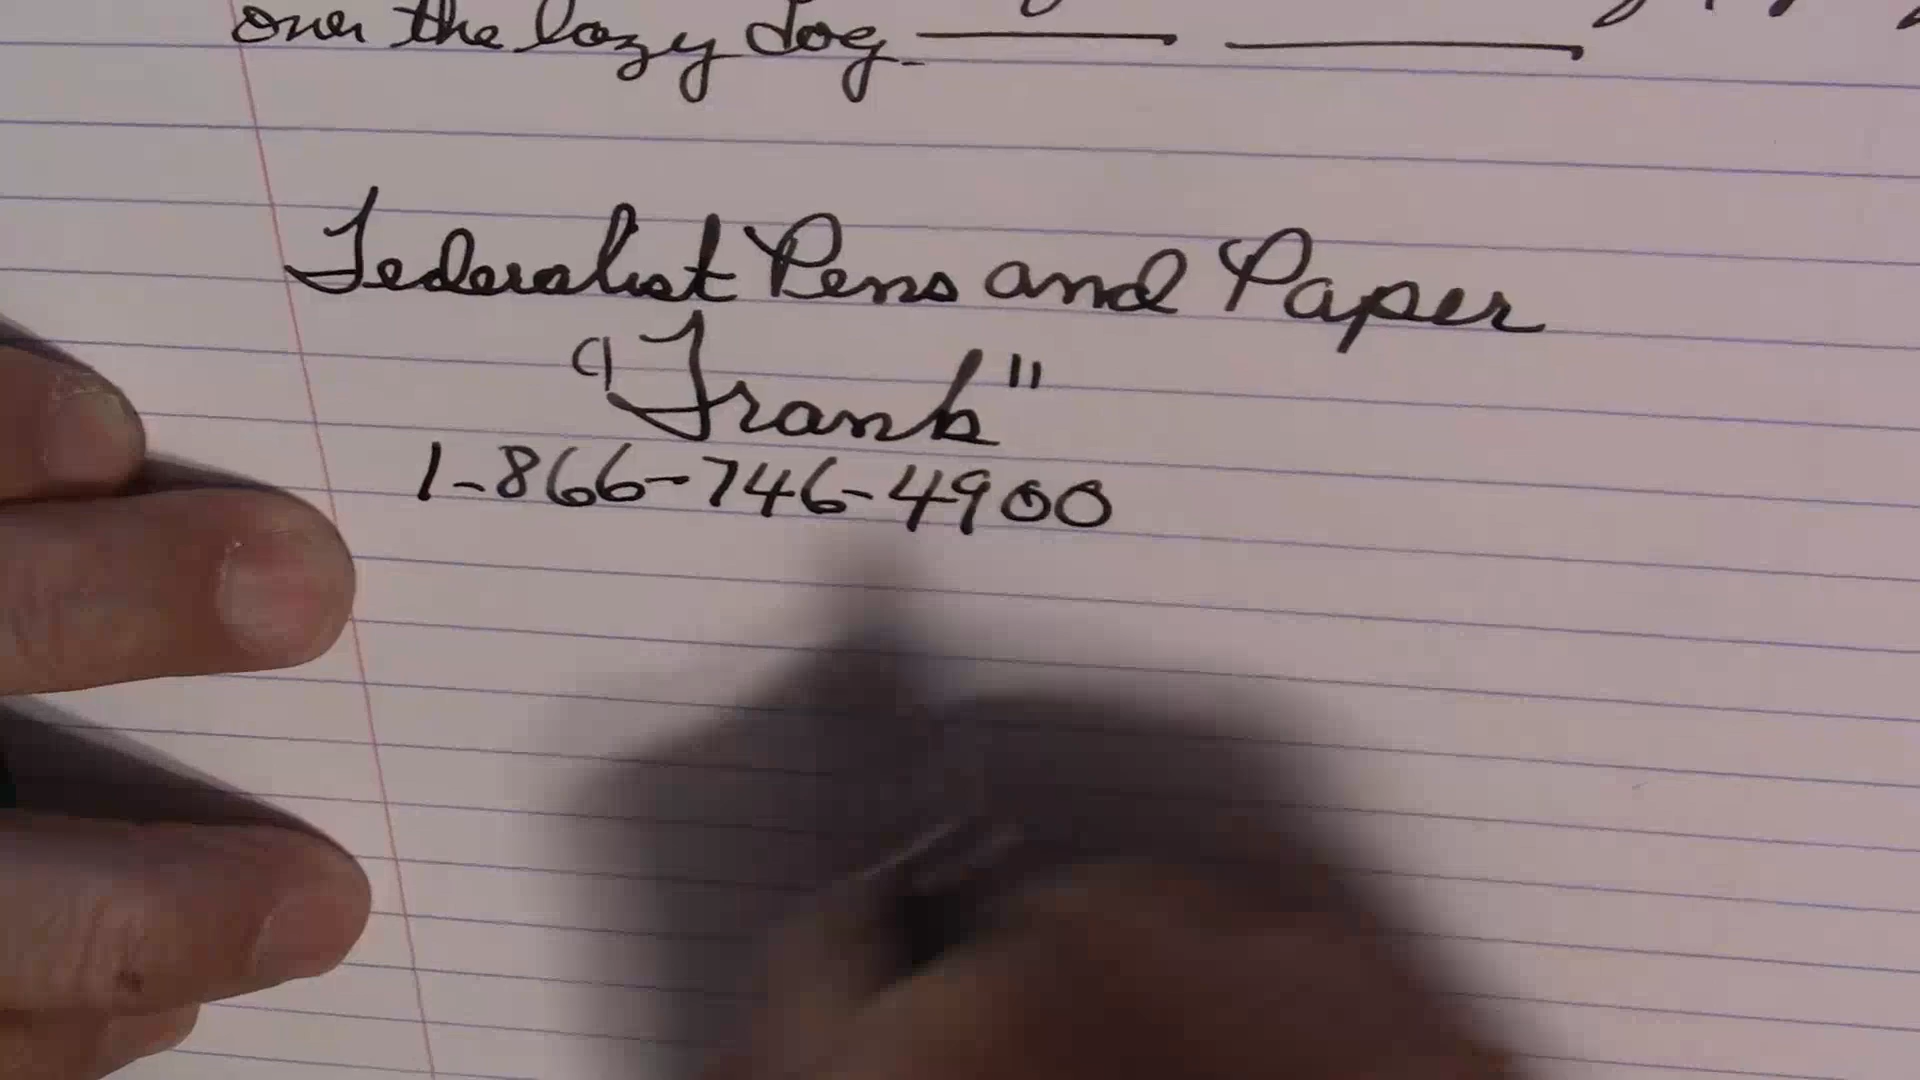 over the lazy dog.
Federalist Pens and Paper
"Frank"
1-866-746-4900